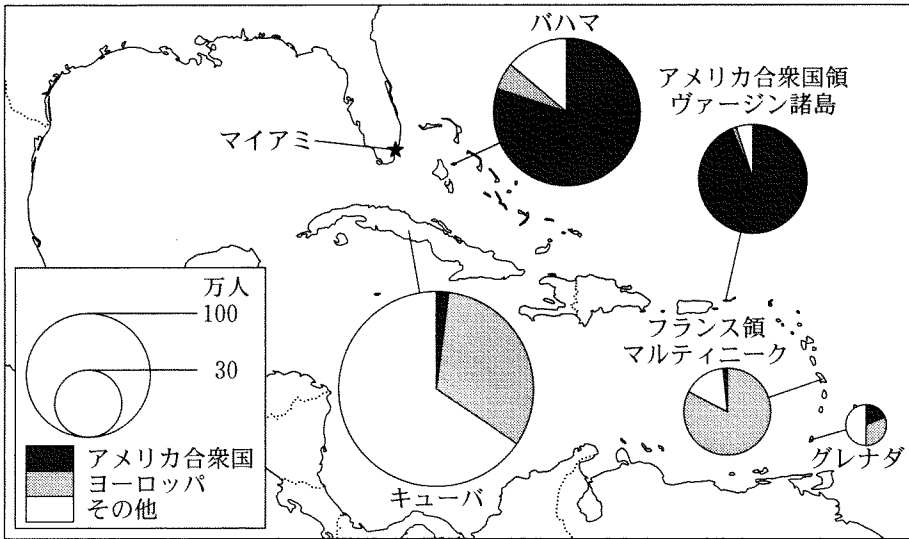 バハマ
アメリカ合衆国領
ヴァージン諸島
マイアミ
万人
100
30
アメリカ合衆国
ヨーロッパ
その他
フランス領
マルティニーク
グレナダ
キューバ